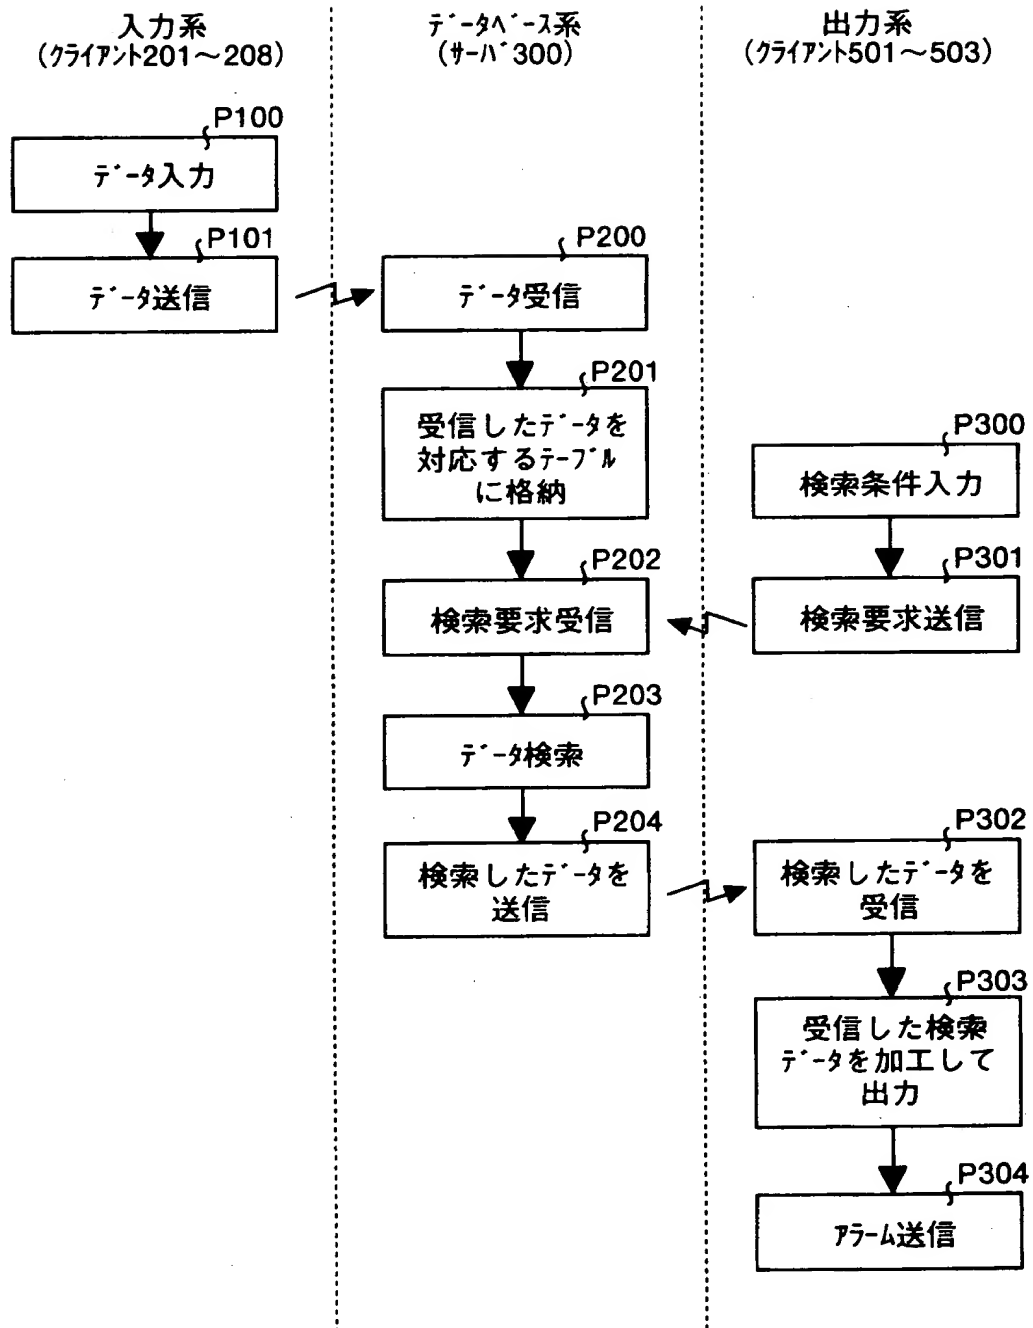 入力系
(ｸﾗｲｱﾝﾄ201～208)
ﾃﾞｰﾀﾍﾞｰｽ系
(ｻｰﾊﾞ300)
出力系
(ｸﾗｲｱﾝﾄ501～503)
P100
ﾃﾞｰﾀ入力
P101
ﾃﾞｰﾀ送信
P200
ﾃﾞｰﾀ受信
P201
受信したﾃﾞｰﾀを
対応するﾃｰﾌﾞﾙ
に格納
P300
検索条件入力
P202
検索要求受信
P301
検索要求送信
P203
ﾃﾞｰﾀ検索
P204
検索したﾃﾞｰﾀを
送信
P302
検索したﾃﾞｰﾀを
受信
P303
受信した検索
ﾃﾞｰﾀを加工して
出力
P304
ｱﾗｰﾑ送信